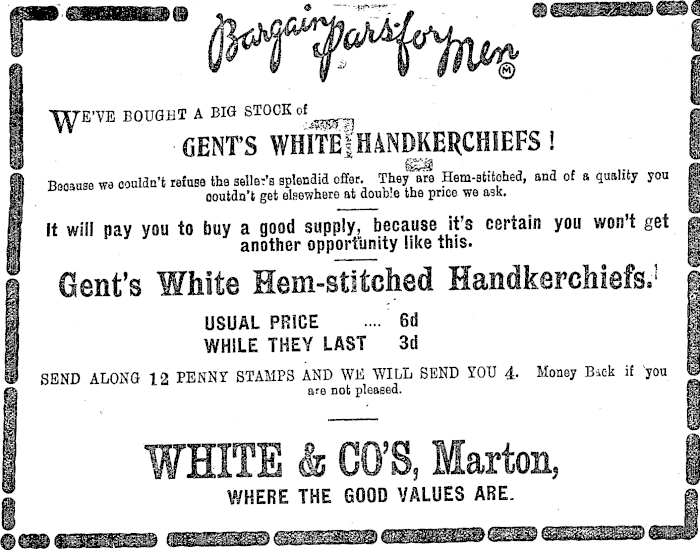 Bargain Pars for Men
M
WE'VE BOUGHT A BIG STOCK of
GENT'S WHITE HANDKERCHIEFS !
Because we couldn't refuse the seller's splendid offer. They are Hem-stitched, and of a quality you
coutdn't get elsewhere at double the price we ask.
It will pay you to buy a good supply, because it's certain you won't get
another opportunity like this.
Gent's White Hem-stitched Handkerchiefs.
USUAL PRICE .... 6d
WHILE THEY LAST 3d
SEND ALONG 12 PENNY STAMPS AND WE WILL SEND YOU 4. Money Back if you
are not pleased.
WHITE & CO'S, Marton,
WHERE THE GOOD VALUES ARE.